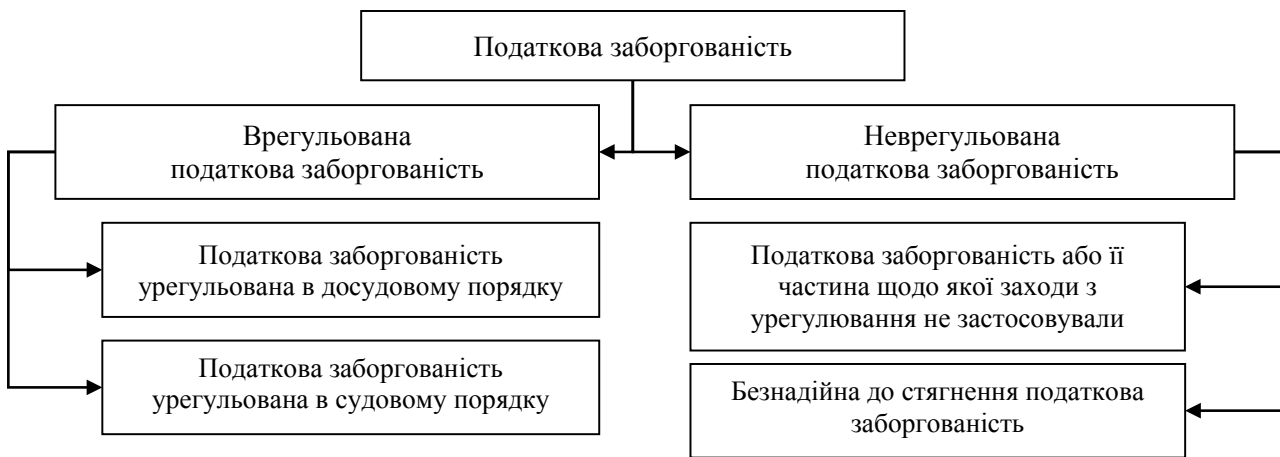 Податкова заборгованість
Врегульована
податкова заборгованість
Неврегульована
податкова заборгованість
Податкова заборгованість
урегульована в досудовому порядку
Податкова заборгованість
урегульована в судовому порядку
Податкова заборгованість або її
частина щодо якої заходи з
урегулювання не застосовували
Безнадійна до стягнення податкова
заборгованість